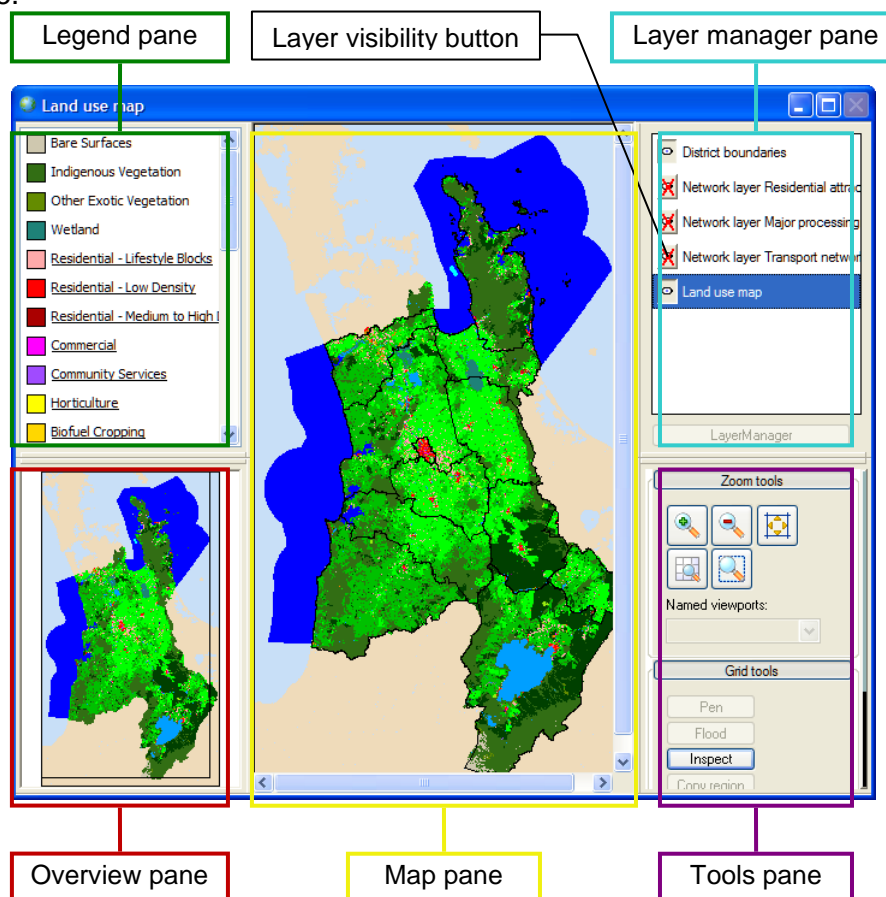 Legend pane
Layer visibility button
Layer manager pane
Land use map
Bare Surfaces
Indigenous Vegetation
Other Exotic Vegetation
Wetland
Residential - Lifestyle Blocks
Residential - Low Density
Residential - Medium to High
Commercial
Community Services
Horticulture
Biofuel Cropping
District boundaries
Network layer Residential attrac
Network layer Major processing
Network layer Transport networ
Land use map
LayerManager
Zoom tools
Named viewports:
Grid tools
Pen
Flood
Inspect
Copy region
Overview pane
Map pane
Tools pane